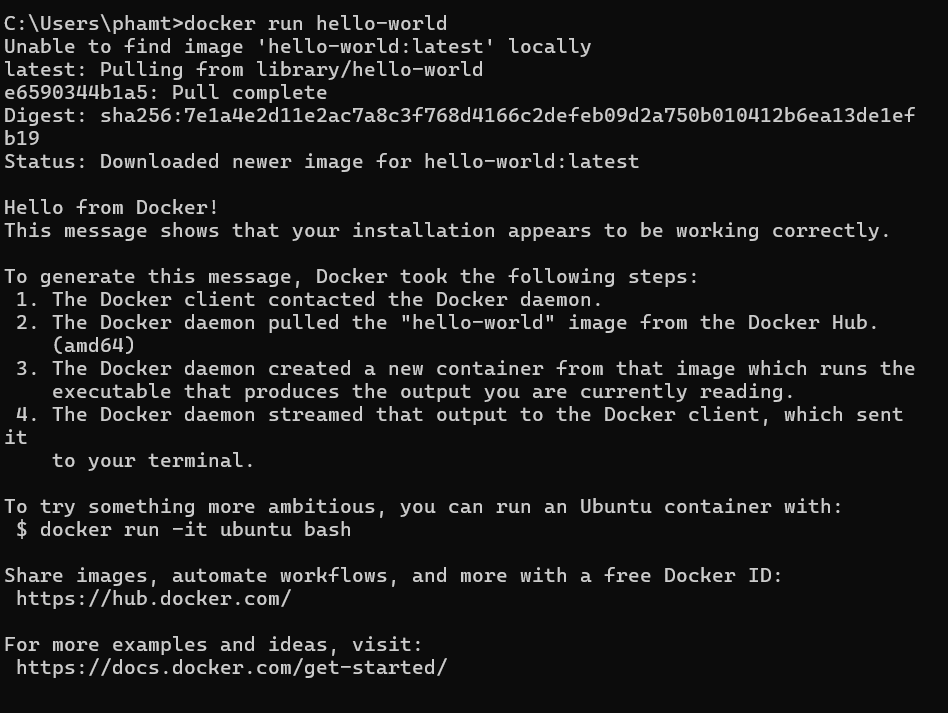 C:\Users\phamt>docker run hello-world
Unable to find image 'hello-world:latest' locally
latest: Pulling from library/hello-world
e6590344b1a5: Pull complete
Digest: sha256:7e1a4e2d11e2ac7a8c3f768d4166c2defeb09d2a750b010412b6ea13de1ef
b19
Status: Downloaded newer image for hello-world:latest

Hello from Docker!
This message shows that your installation appears to be working correctly.

To generate this message, Docker took the following steps:
 1. The Docker client contacted the Docker daemon.
 2. The Docker daemon pulled the "hello-world" image from the Docker Hub.
    (amd64)
 3. The Docker daemon created a new container from that image which runs the
    executable that produces the output you are currently reading.
 4. The Docker daemon streamed that output to the Docker client, which sent
it
    to your terminal.

To try something more ambitious, you can run an Ubuntu container with:
 $ docker run -it ubuntu bash

Share images, automate workflows, and more with a free Docker ID:
 https://hub.docker.com/

For more examples and ideas, visit:
 https://docs.docker.com/get-started/